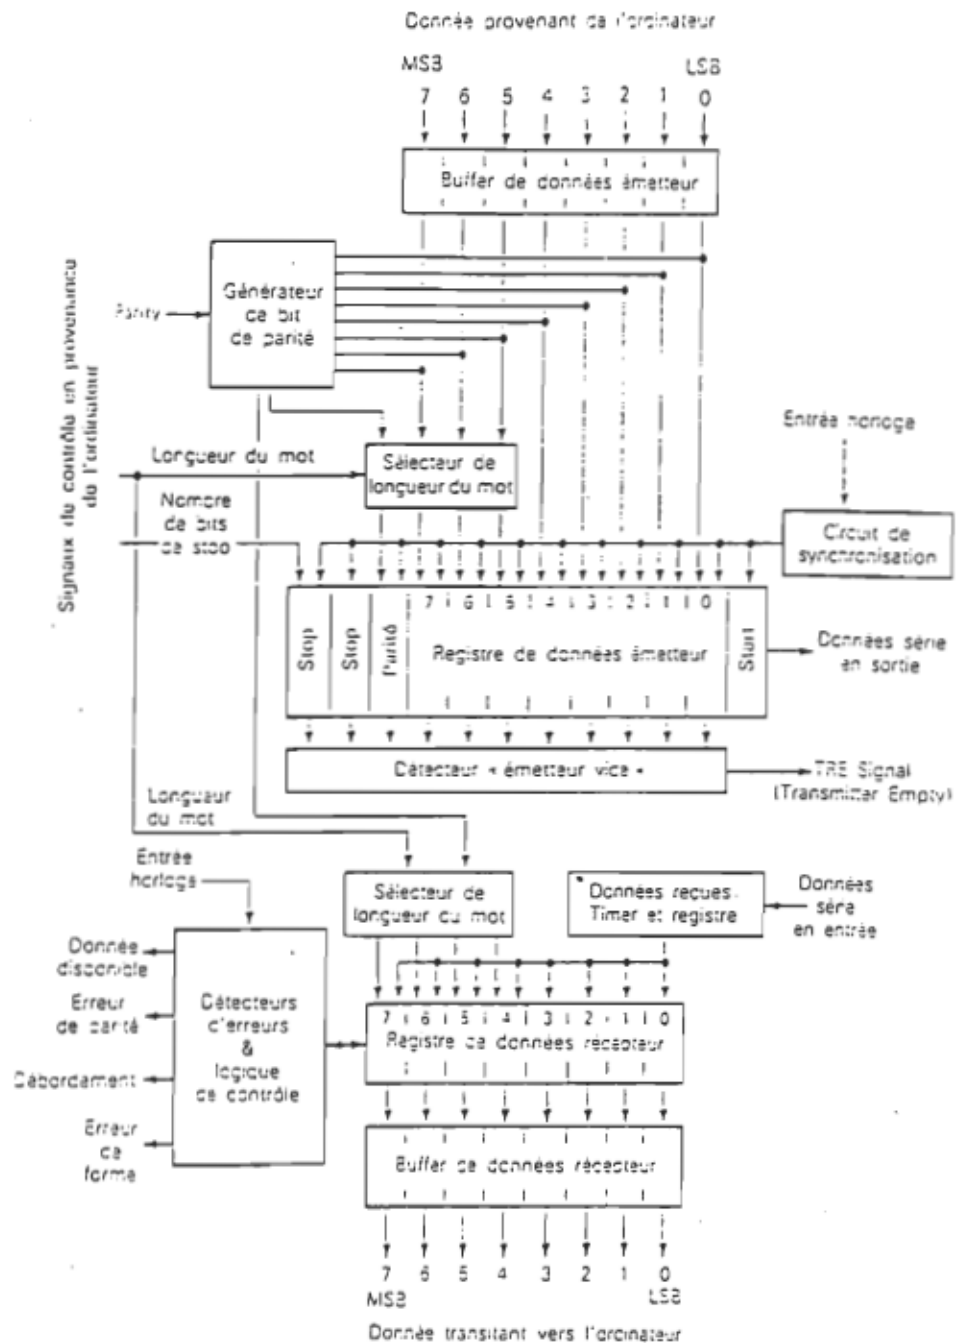 Donnée provenant de l'ordinateur
MSB LSB
7 6 5 4 3 2 1 0
Buffer de données émetteur
Signaux de contrôle en provenance
de l'ordinateur
Parity
Générateur
de bit
de parité
Longueur du mot
Sélecteur de
longueur du mot
Entrée horloge
Circuit de
synchronisation
Nombre
de bits
de stop
7 6 5 4 3 2 1 0
Stop
Stop
Parité
Registre de données émetteur
Start
Données série
en sortie
Détecteur « émetteur vide »
TRE Signal
(Transmitter Empty)
Longueur
du mot
Entrée
horloge
Sélecteur de
longueur du mot
Données reçues.
Timer et registre
Données
série
en entrée
Donnée
disponible
Erreur
de parité
Débordement
Erreur
de
forme
Détecteurs
d'erreurs
&
logique
de contrôle
7 6 5 4 3 2 1 0
Registre de données récepteur
Buffer de données récepteur
7 6 5 4 3 2 1 0
MSB LSB
Donnée transitant vers l'ordinateur